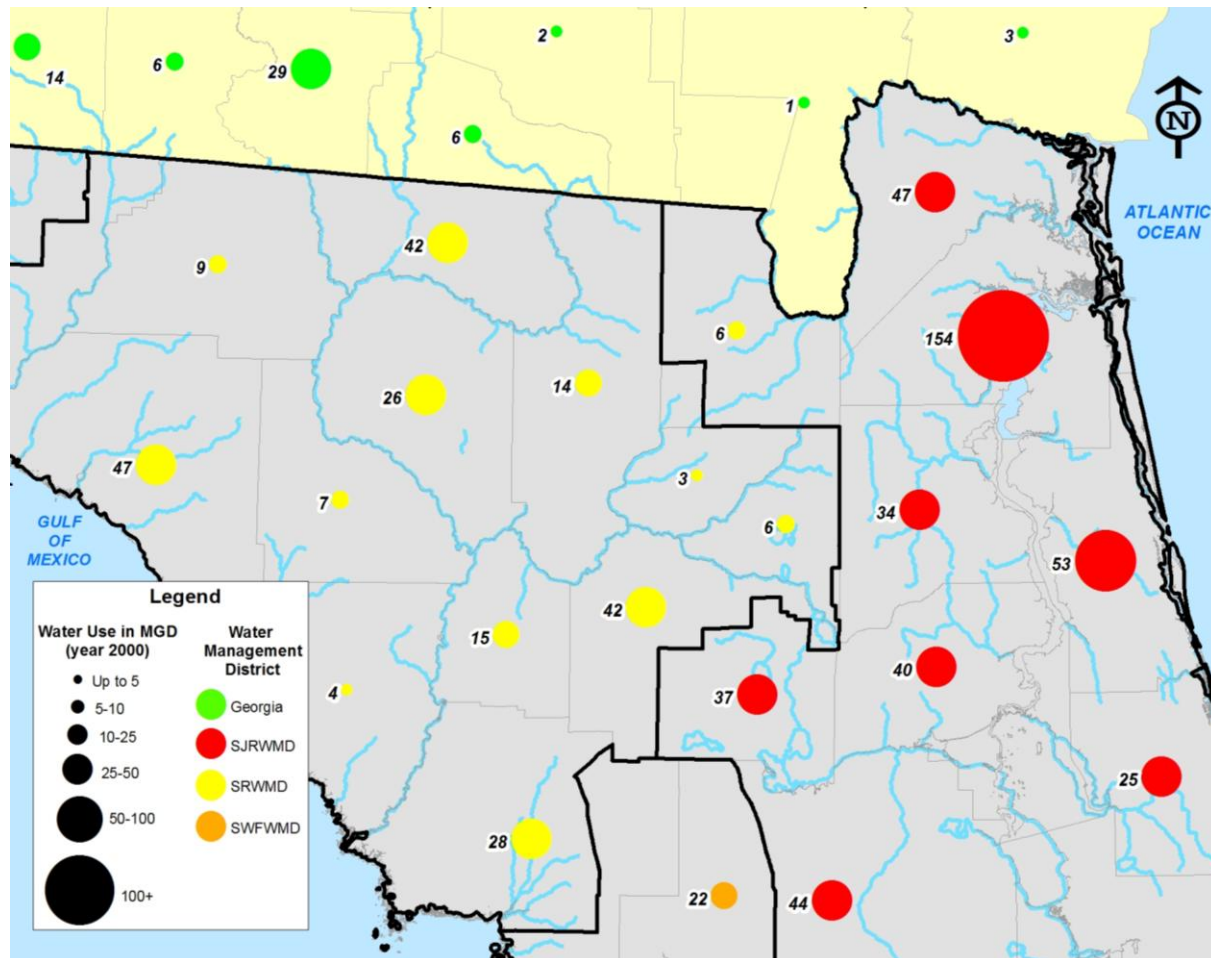 2
3
14
6
29
1
6
47
ATLANTIC
OCEAN
42
9
6
154
26
14
47
3
7
34
6
GULF
OF
MEXICO
53
42
15
40
4
37
25
28
22
44
Legend
Water Use in MGD
(year 2000)
Up to 5
5-10
10-25
25-50
50-100
100+
Water
Management
District
Georgia
SJRWMD
SRWMD
SWFWMD
N